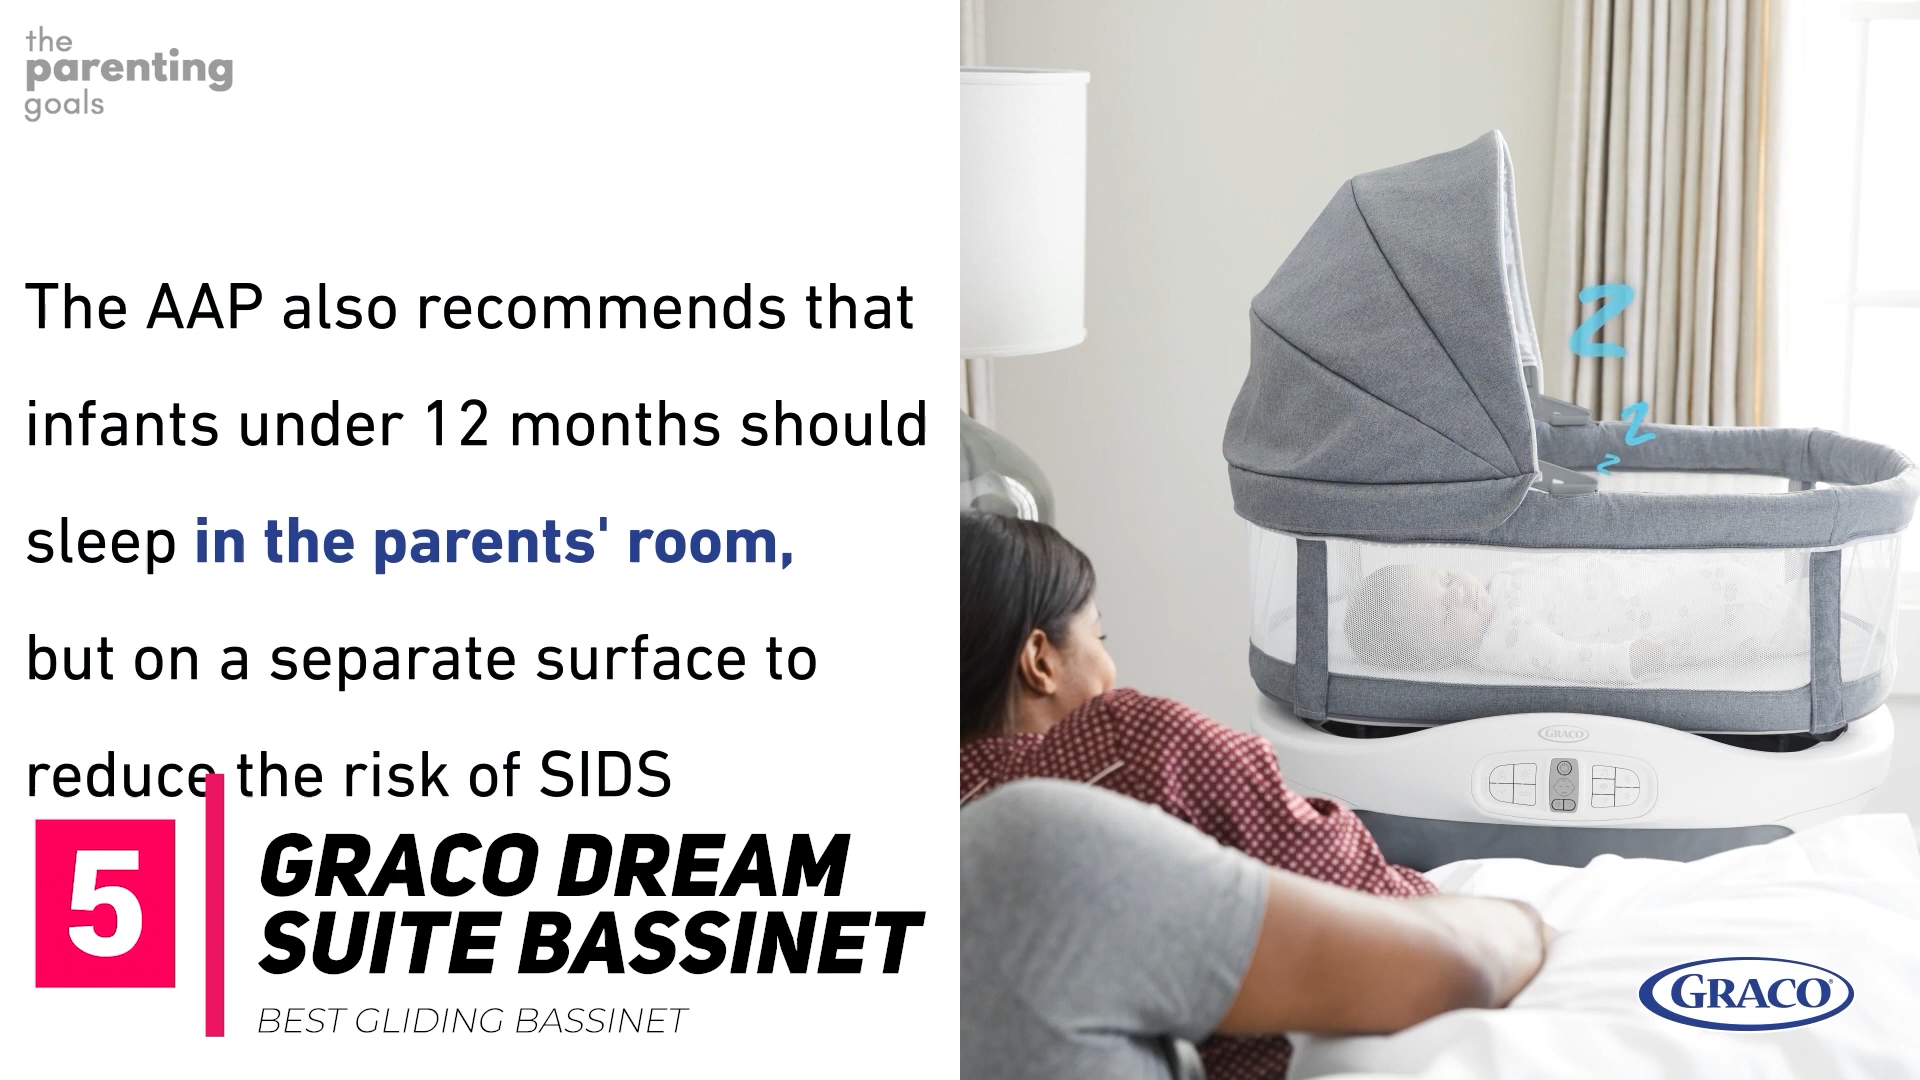 the
parenting
goals
The AAP also recommends that
infants under 12 months should
sleep in the parents' room,
but on a separate surface to
reduce the risk of SIDS
5
GRACO DREAM
SUITE BASSINET
BEST GLIDING BASSINET
Z
z
z
GRACO
GRACO®